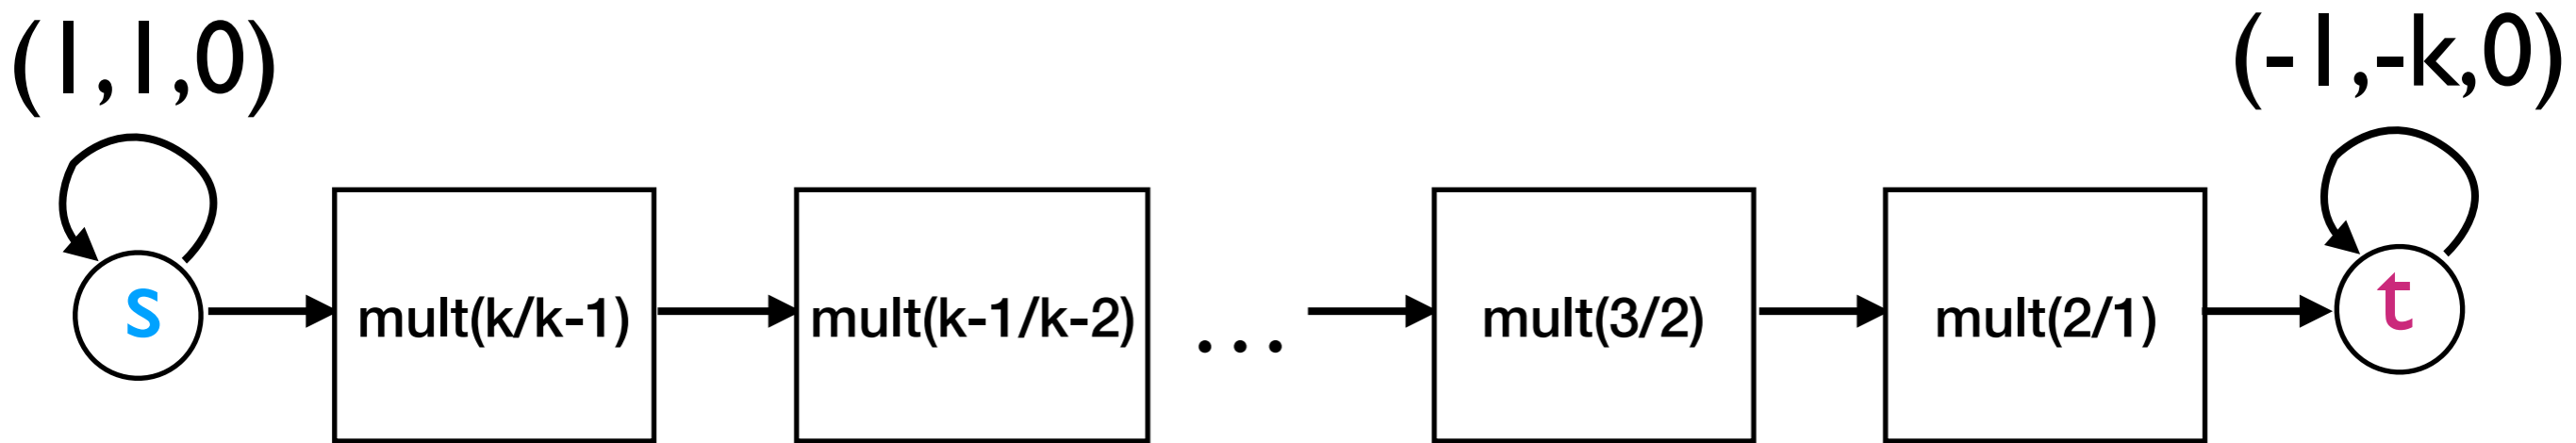 (1,1,0)
(-1,-k,0)
s
mult(k/k-1)
mult(k-1/k-2)
...
mult(3/2)
mult(2/1)
t